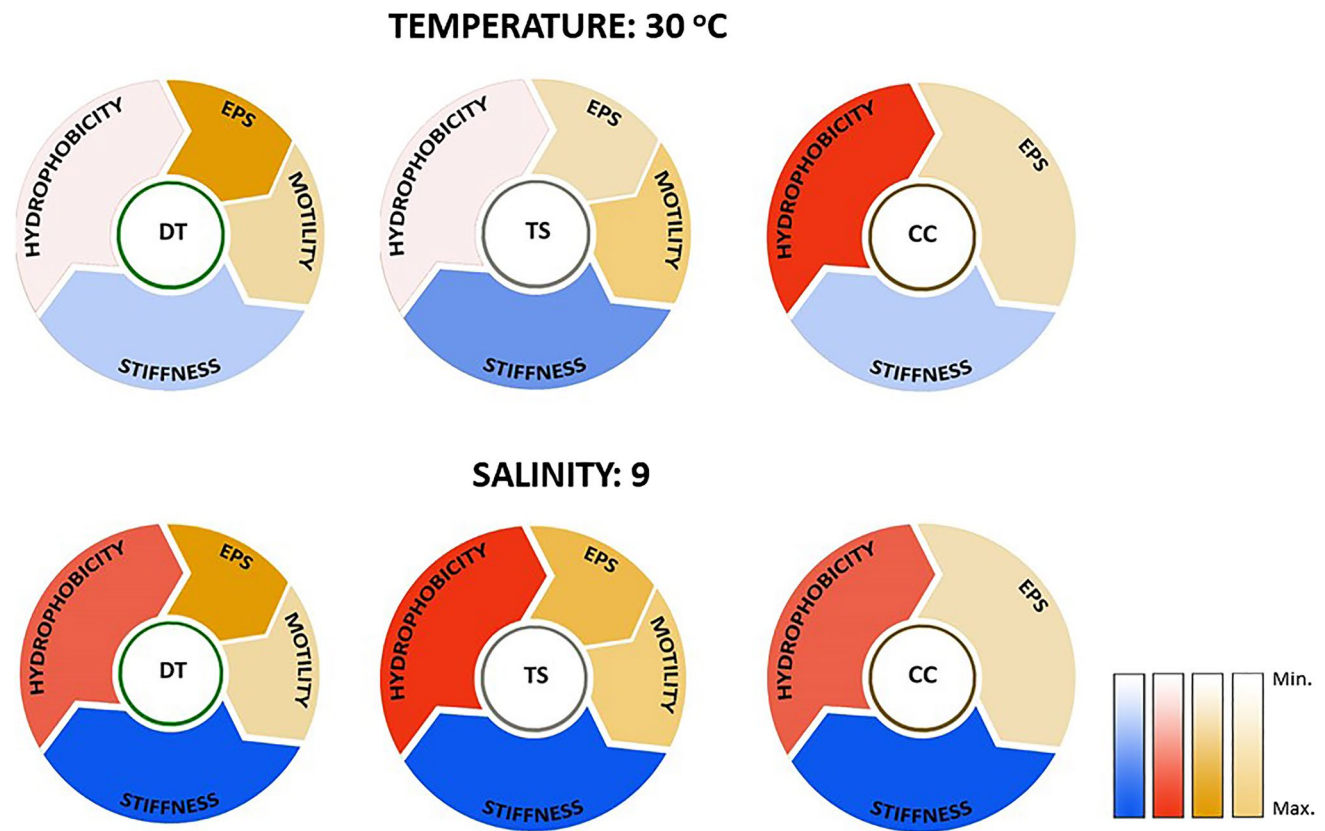 TEMPERATURE: 30 °C
HYDROPHOBICITY
EPS
MOTILITY
STIFFNESS
DT
HYDROPHOBICITY
EPS
MOTILITY
STIFFNESS
TS
HYDROPHOBICITY
EPS
STIFFNESS
CC
SALINITY: 9
HYDROPHOBICITY
EPS
MOTILITY
STIFFNESS
DT
HYDROPHOBICITY
EPS
MOTILITY
STIFFNESS
TS
HYDROPHOBICITY
EPS
STIFFNESS
CC
Min.
Max.